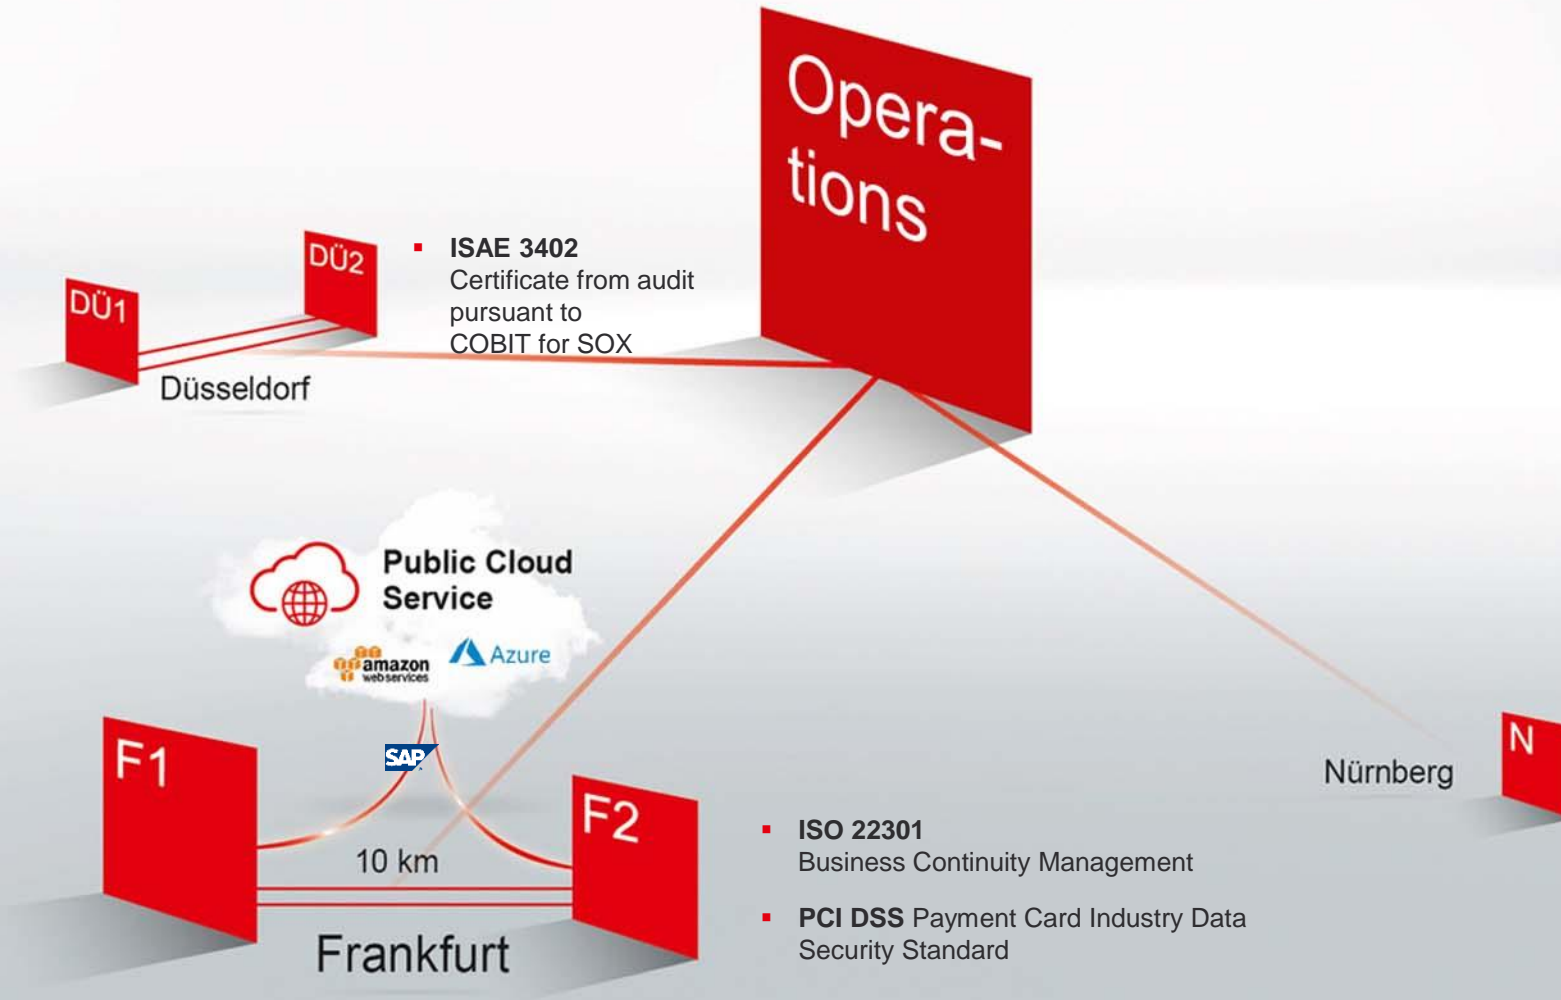 Opera-
tions
DÜ2
DÜ1
▪ ISAE 3402
Certificate from audit
pursuant to
COBIT for SOX
Düsseldorf
Public Cloud
Service
amazon
webservices
Azure
F1
SAP
F2
N
Nürnberg
10 km
Frankfurt
▪ ISO 22301
Business Continuity Management
▪ PCI DSS Payment Card Industry Data
Security Standard